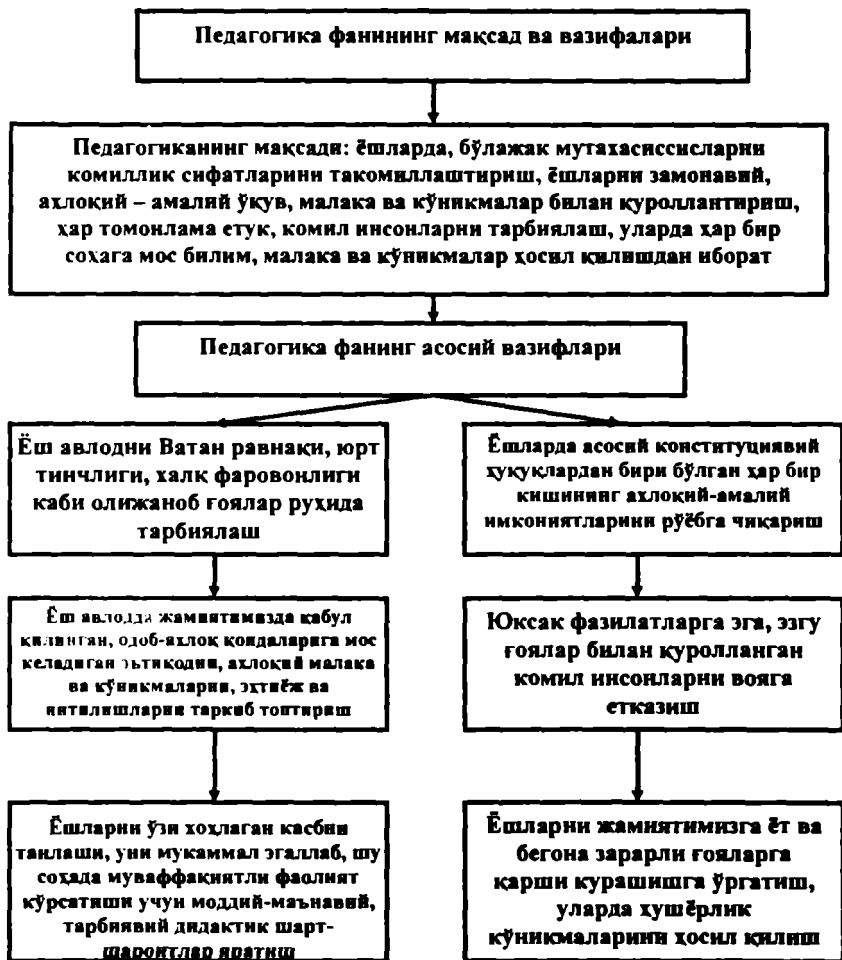 Педагогика фанининг мақсад ва вазифалари
Педагогиканинг мақсади: ёшларда, бўлажак мутахасиссисларни
комиллик сифатларини такомиллаштириш, ёшларни замонавий,
ахлоқий – амалий ўқув, малака ва кўникмалар билан қуроллантириш,
ҳар томонлама етук, комил инсонларни тарбиялаш, уларда ҳар бир
соҳага мос билим, малака ва кўникмалар ҳосил қилишдан иборат
Педагогика фанинг асосий вазифлари
Ёш авлодни Ватан равнақи, юрт
тинчлиги, халқ фаровонлиги
каби олижаноб ғоялар руҳида
тарбиялаш
Ёш авлодда жамиятимизда қабул
қилинган, одоб-ахлоқ қоидаларига мос
келадиган эътиқодни, ахлоқий малака
ва кўникмаларни, эҳтиёж ва
интилишларни таркиб топтириш
Ёшларни ўзи хоҳлаган касбни
танлаши, уни мукаммал эгаллаб, шу
соҳада муваффақиятли фаолият
кўрсатиши учун моддий-маънавий,
тарбиявий дидактик шарт-
шароитлар яратиш
Ёшларда асосий конституциявий
ҳуқуқлардан бири бўлган ҳар бир
кишининг ахлоқий-амалий
имкониятларини рўёбга чиқариш
Юксак фазилатларга эга, эзгу
ғоялар билан қуролланган
комил инсонларни вояга
етказиш
Ёшларни жамиятимизга ёт ва
бегона зарарли ғояларга
қарши курашишга ўргатиш,
уларда ҳушёрлик
кўникмаларини ҳосил қилиш